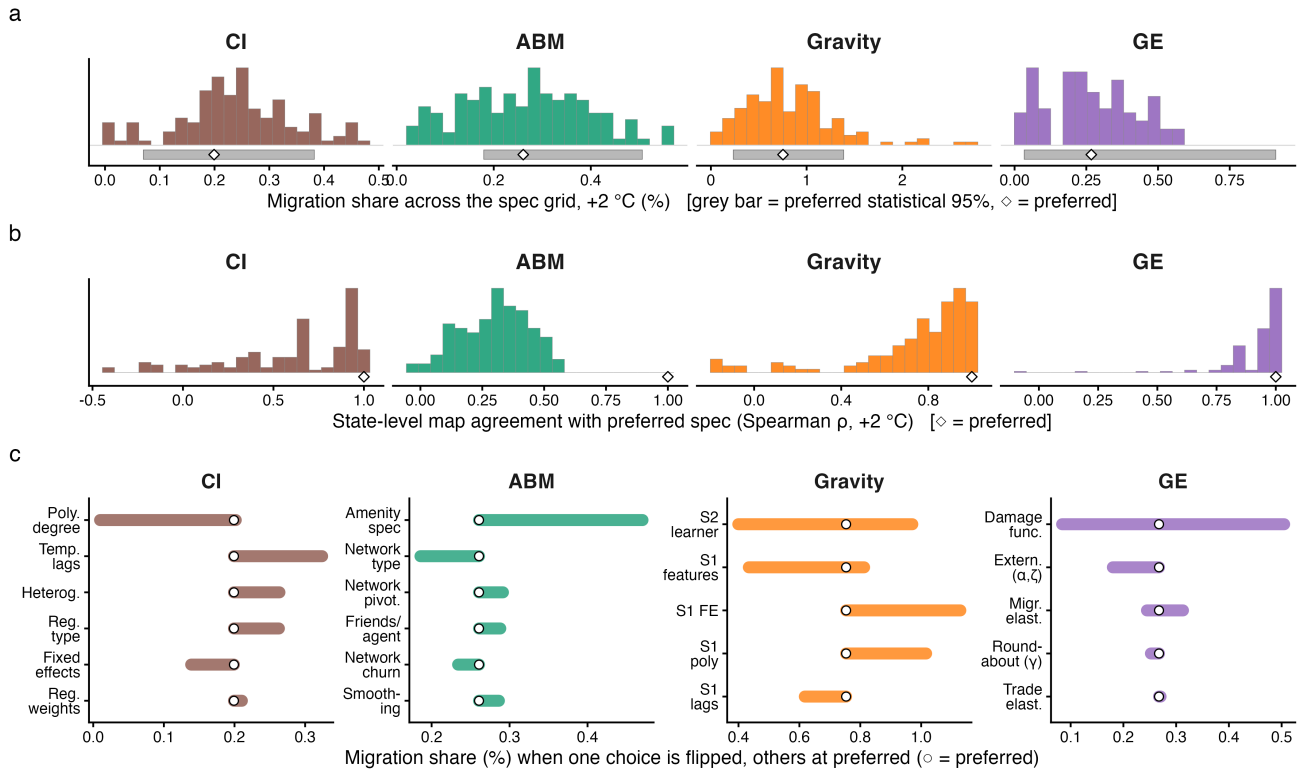 a
CI ABM Gravity GE
0.0 0.1 0.2 0.3 0.4 0.5 0.0 0.2 0.4 0 1 2 0.00 0.25 0.50 0.75
Migration share across the spec grid, +2 °C (%) [grey bar = preferred statistical 95%, ◇ = preferred]
b
CI ABM Gravity GE
-0.5 0.0 0.5 1.0 0.00 0.25 0.50 0.75 1.00 0.0 0.4 0.8 0.00 0.25 0.50 0.75 1.00
State-level map agreement with preferred spec (Spearman ρ, +2 °C) [◇ = preferred]
c
CI ABM Gravity GE
Poly.
degree
Temp.
lags
Heterog.
Reg.
type
Fixed
effects
Reg.
weights
0.0 0.1 0.2 0.3
Amenity
spec
Network
type
Network
pivot.
Friends/
agent
Network
churn
Smooth-
ing
0.2 0.3 0.4
S2
learner
S1
features
S1 FE
S1
poly
S1
lags
0.4 0.6 0.8 1.0
Damage
func.
Extern.
(α,ζ)
Migr.
elast.
Round-
about (γ)
Trade
elast.
0.1 0.2 0.3 0.4 0.5
Migration share (%) when one choice is flipped, others at preferred (○ = preferred)